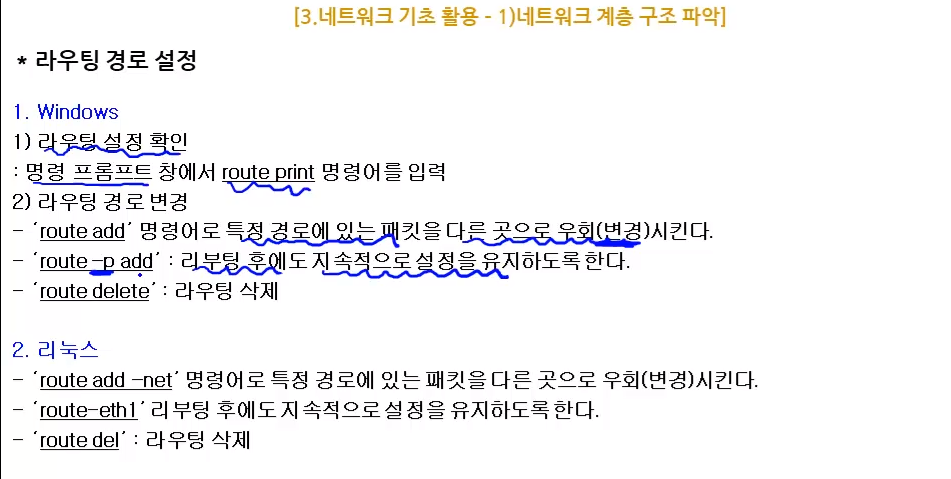 [3.네트워크 기초 활용 - 1)네트워크 계층 구조 파악]
* 라우팅 경로 설정
1. Windows
1) 라우팅 설정 확인
: 명령 프롬프트 창에서 route print 명령어를 입력
2) 라우팅 경로 변경
- ‘route add’ 명령어로 특정 경로에 있는 패킷을 다른 곳으로 우회(변경)시킨다.
- ‘route -p add’ : 리부팅 후에도 지속적으로 설정을 유지하도록 한다.
- ‘route delete’ : 라우팅 삭제
2. 리눅스
- ‘route add -net’ 명령어로 특정 경로에 있는 패킷을 다른 곳으로 우회(변경)시킨다.
- ‘route-eth1’ 리부팅 후에도 지속적으로 설정을 유지하도록 한다.
- ‘route del’ : 라우팅 삭제